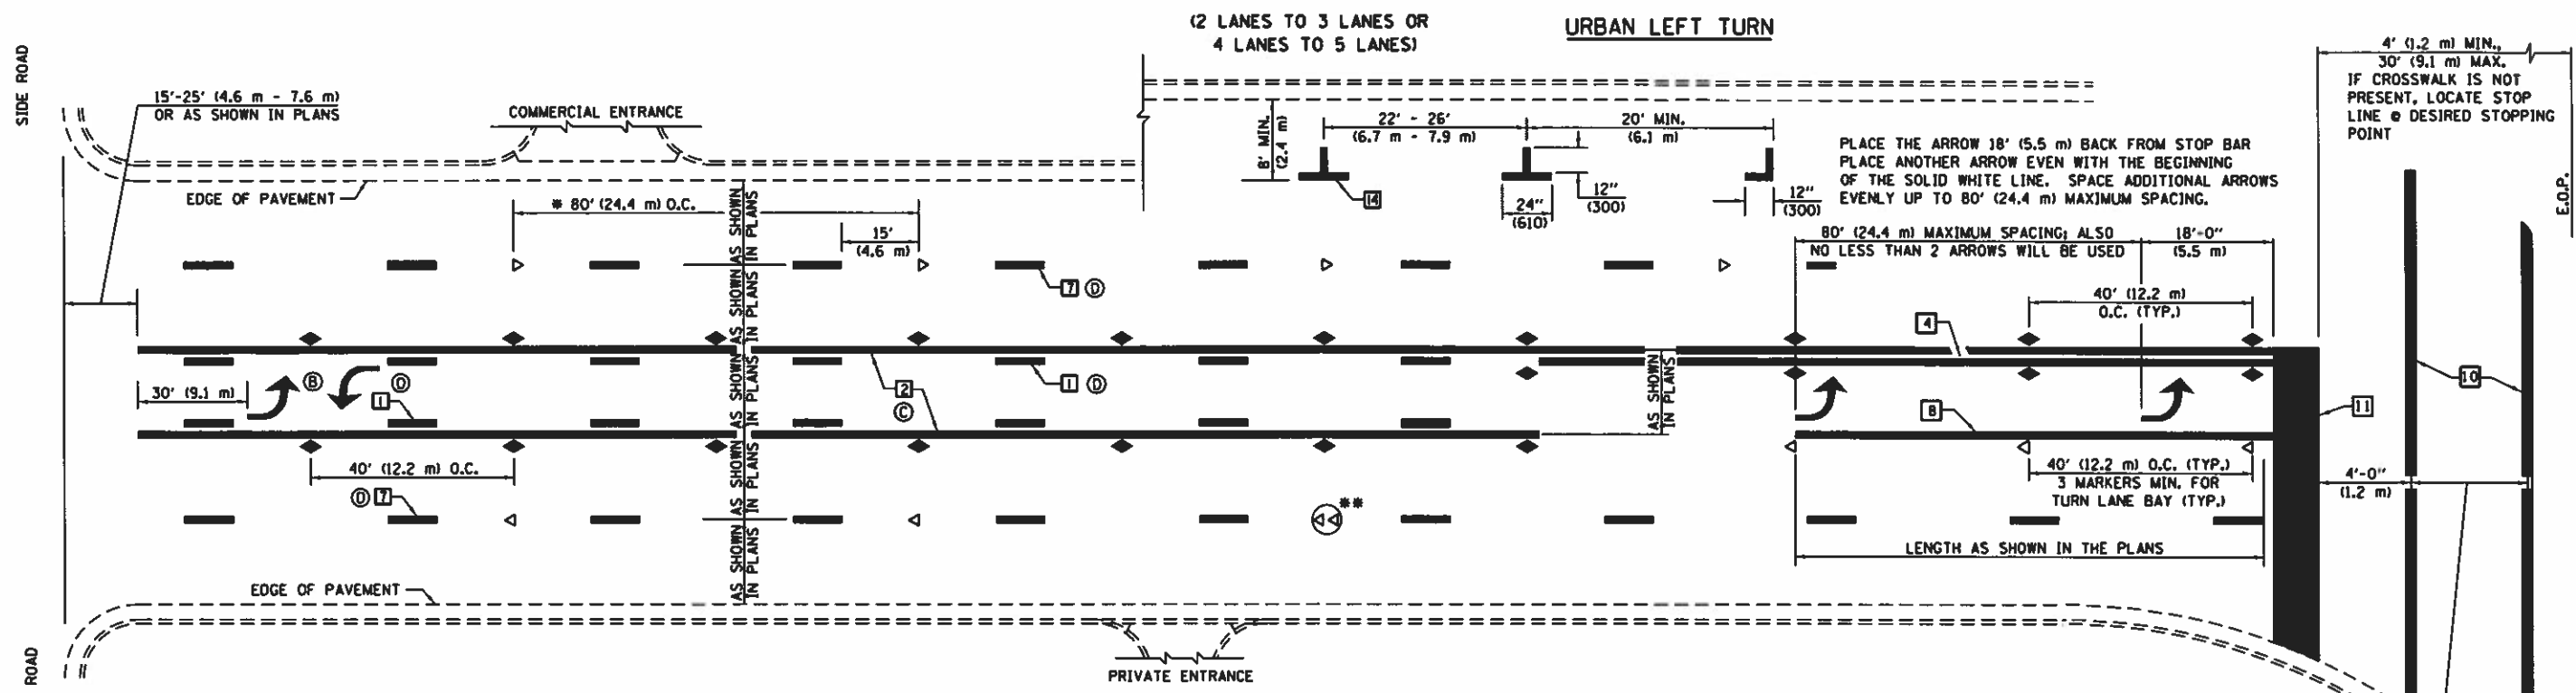 (2 LANES TO 3 LANES OR
4 LANES TO 5 LANES)
URBAN LEFT TURN
SIDE ROAD
15'-25' (4.6 m - 7.6 m)
OR AS SHOWN IN PLANS
COMMERCIAL ENTRANCE
EDGE OF PAVEMENT
8' MIN.
(2.4 m)
22' - 26'
(6.7 m - 7.9 m)
20' MIN.
(6.1 m)
14
24"
(610)
12"
(300)
12"
(300)
4' (1.2 m) MIN.,
30' (9.1 m) MAX.
IF CROSSWALK IS NOT
PRESENT, LOCATE STOP
LINE @ DESIRED STOPPING
POINT
E.O.P.
PLACE THE ARROW 18' (5.5 m) BACK FROM STOP BAR
PLACE ANOTHER ARROW EVEN WITH THE BEGINNING
OF THE SOLID WHITE LINE. SPACE ADDITIONAL ARROWS
EVENLY UP TO 80' (24.4 m) MAXIMUM SPACING.
* 80' (24.4 m) O.C.
15'
(4.6 m)
AS SHOWN AS SHOWN AS SHOWN AS SHOWN
IN PLANS IN PLANS IN PLANS IN PLANS
7 D
80' (24.4 m) MAXIMUM SPACING; ALSO
NO LESS THAN 2 ARROWS WILL BE USED
18'-0"
(5.5 m)
40' (12.2 m)
O.C. (TYP.)
4
30' (9.1 m)
B
D
1
2
C
1 D
AS SHOWN
IN PLANS
8
10
11
40' (12.2 m) O.C.
D 7
40' (12.2 m) O.C. (TYP.)
3 MARKERS MIN. FOR
TURN LANE BAY (TYP.)
4'-0"
(1.2 m)
**
LENGTH AS SHOWN IN THE PLANS
EDGE OF PAVEMENT
PRIVATE ENTRANCE
ROAD